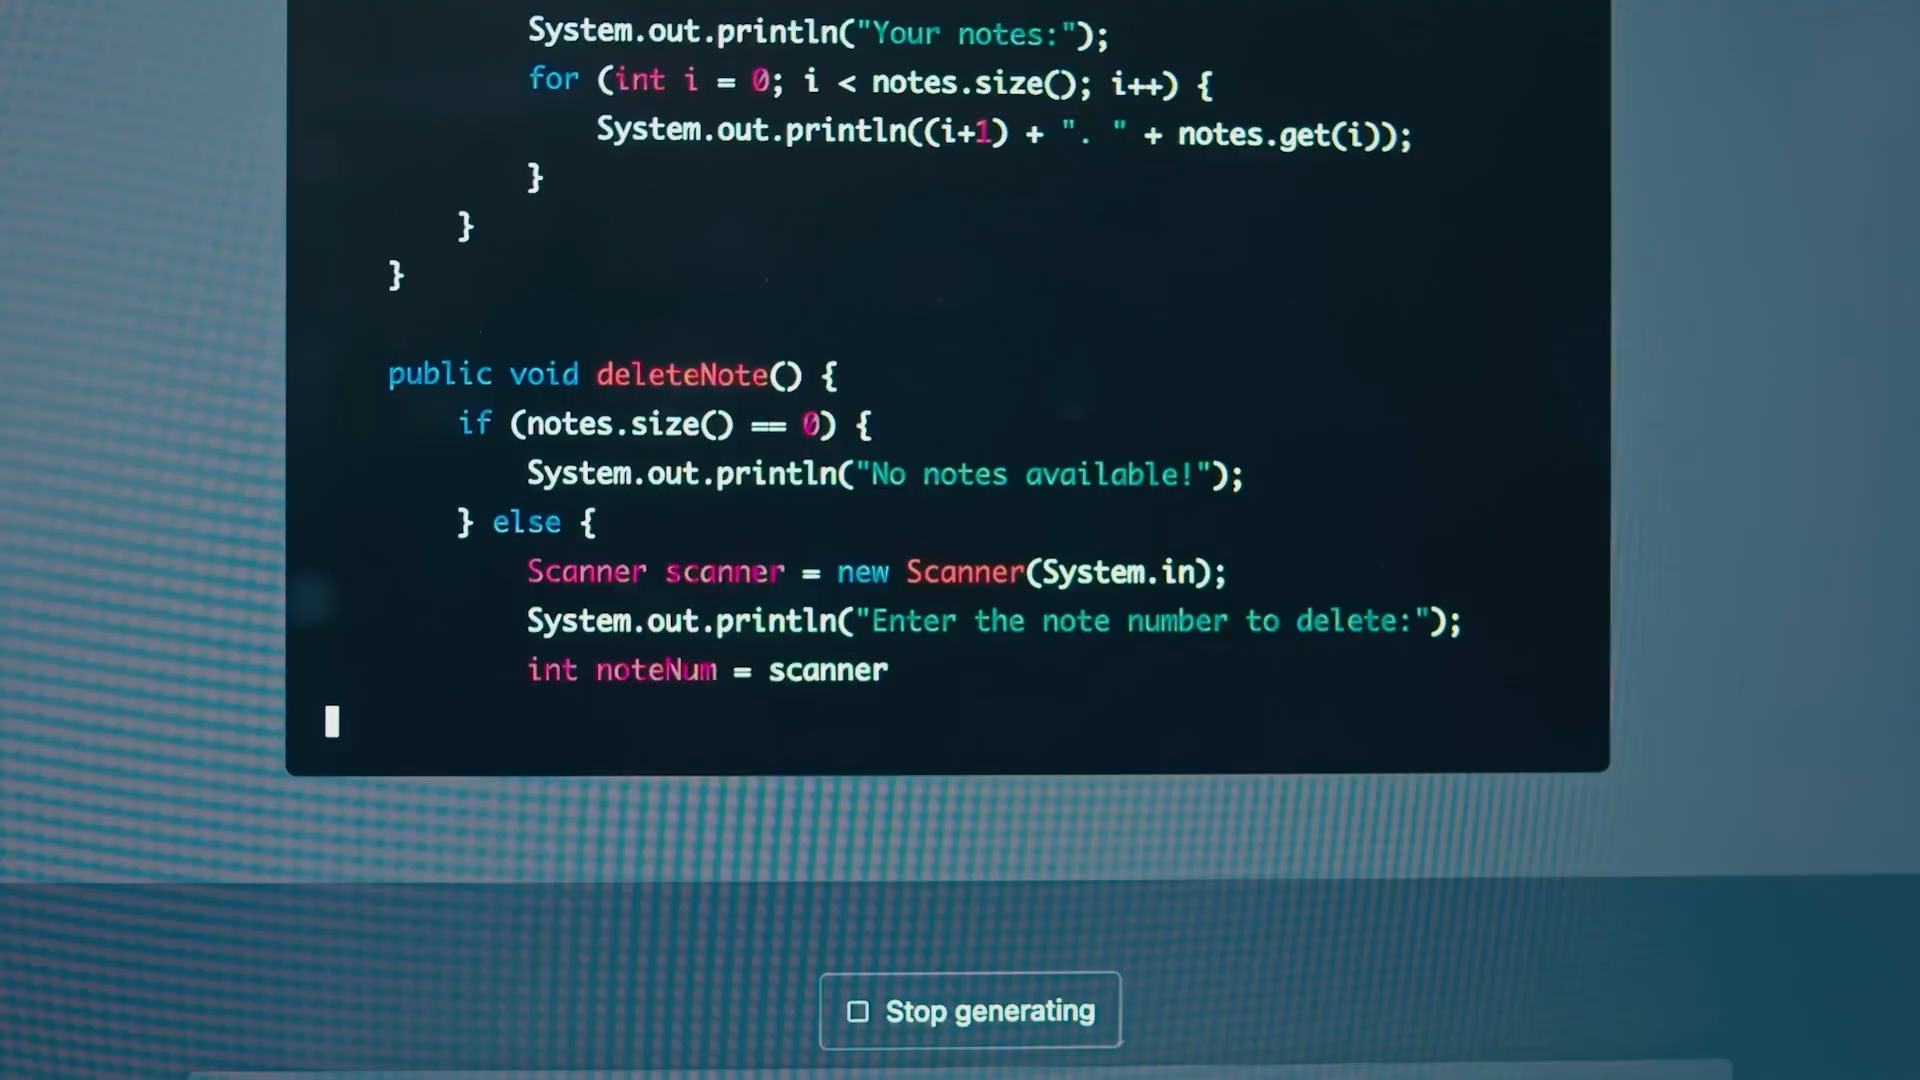 System.out.println("Your notes:");
for (int i = 0; i < notes.size(); i++) {
System.out.println((i+1) + ". " + notes.get(i));
}
}
}
public void deleteNote() {
if (notes.size() == 0) {
System.out.println("No notes available!");
} else {
Scanner scanner = new Scanner(System.in);
System.out.println("Enter the note number to delete:");
int noteNum = scanner
Stop generating